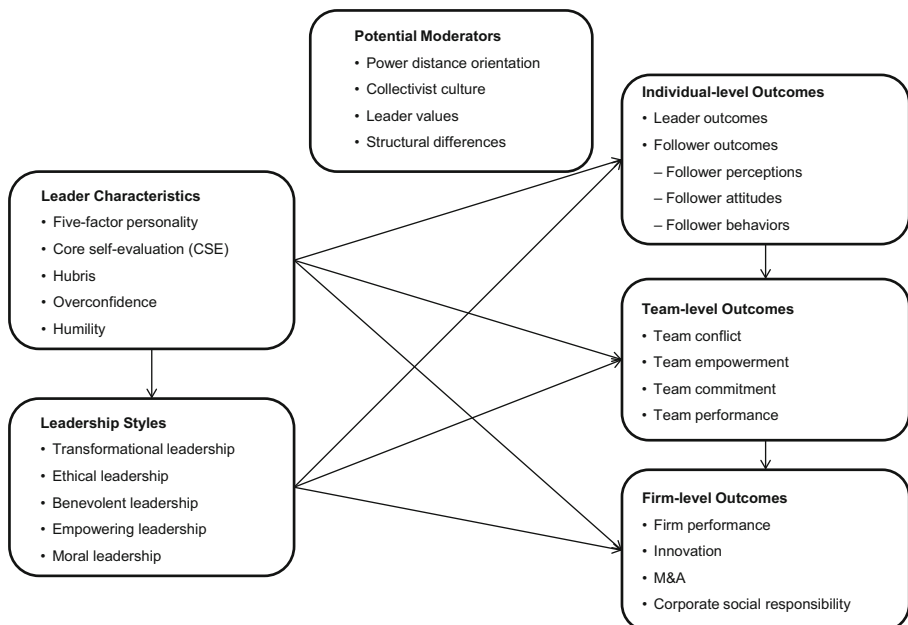 Potential Moderators
• Power distance orientation
• Collectivist culture
• Leader values
• Structural differences
Individual-level Outcomes
• Leader outcomes
• Follower outcomes
– Follower perceptions
– Follower attitudes
– Follower behaviors
Leader Characteristics
• Five-factor personality
• Core self-evaluation (CSE)
• Hubris
• Overconfidence
• Humility
Team-level Outcomes
• Team conflict
• Team empowerment
• Team commitment
• Team performance
Leadership Styles
• Transformational leadership
• Ethical leadership
• Benevolent leadership
• Empowering leadership
• Moral leadership
Firm-level Outcomes
• Firm performance
• Innovation
• M&A
• Corporate social responsibility